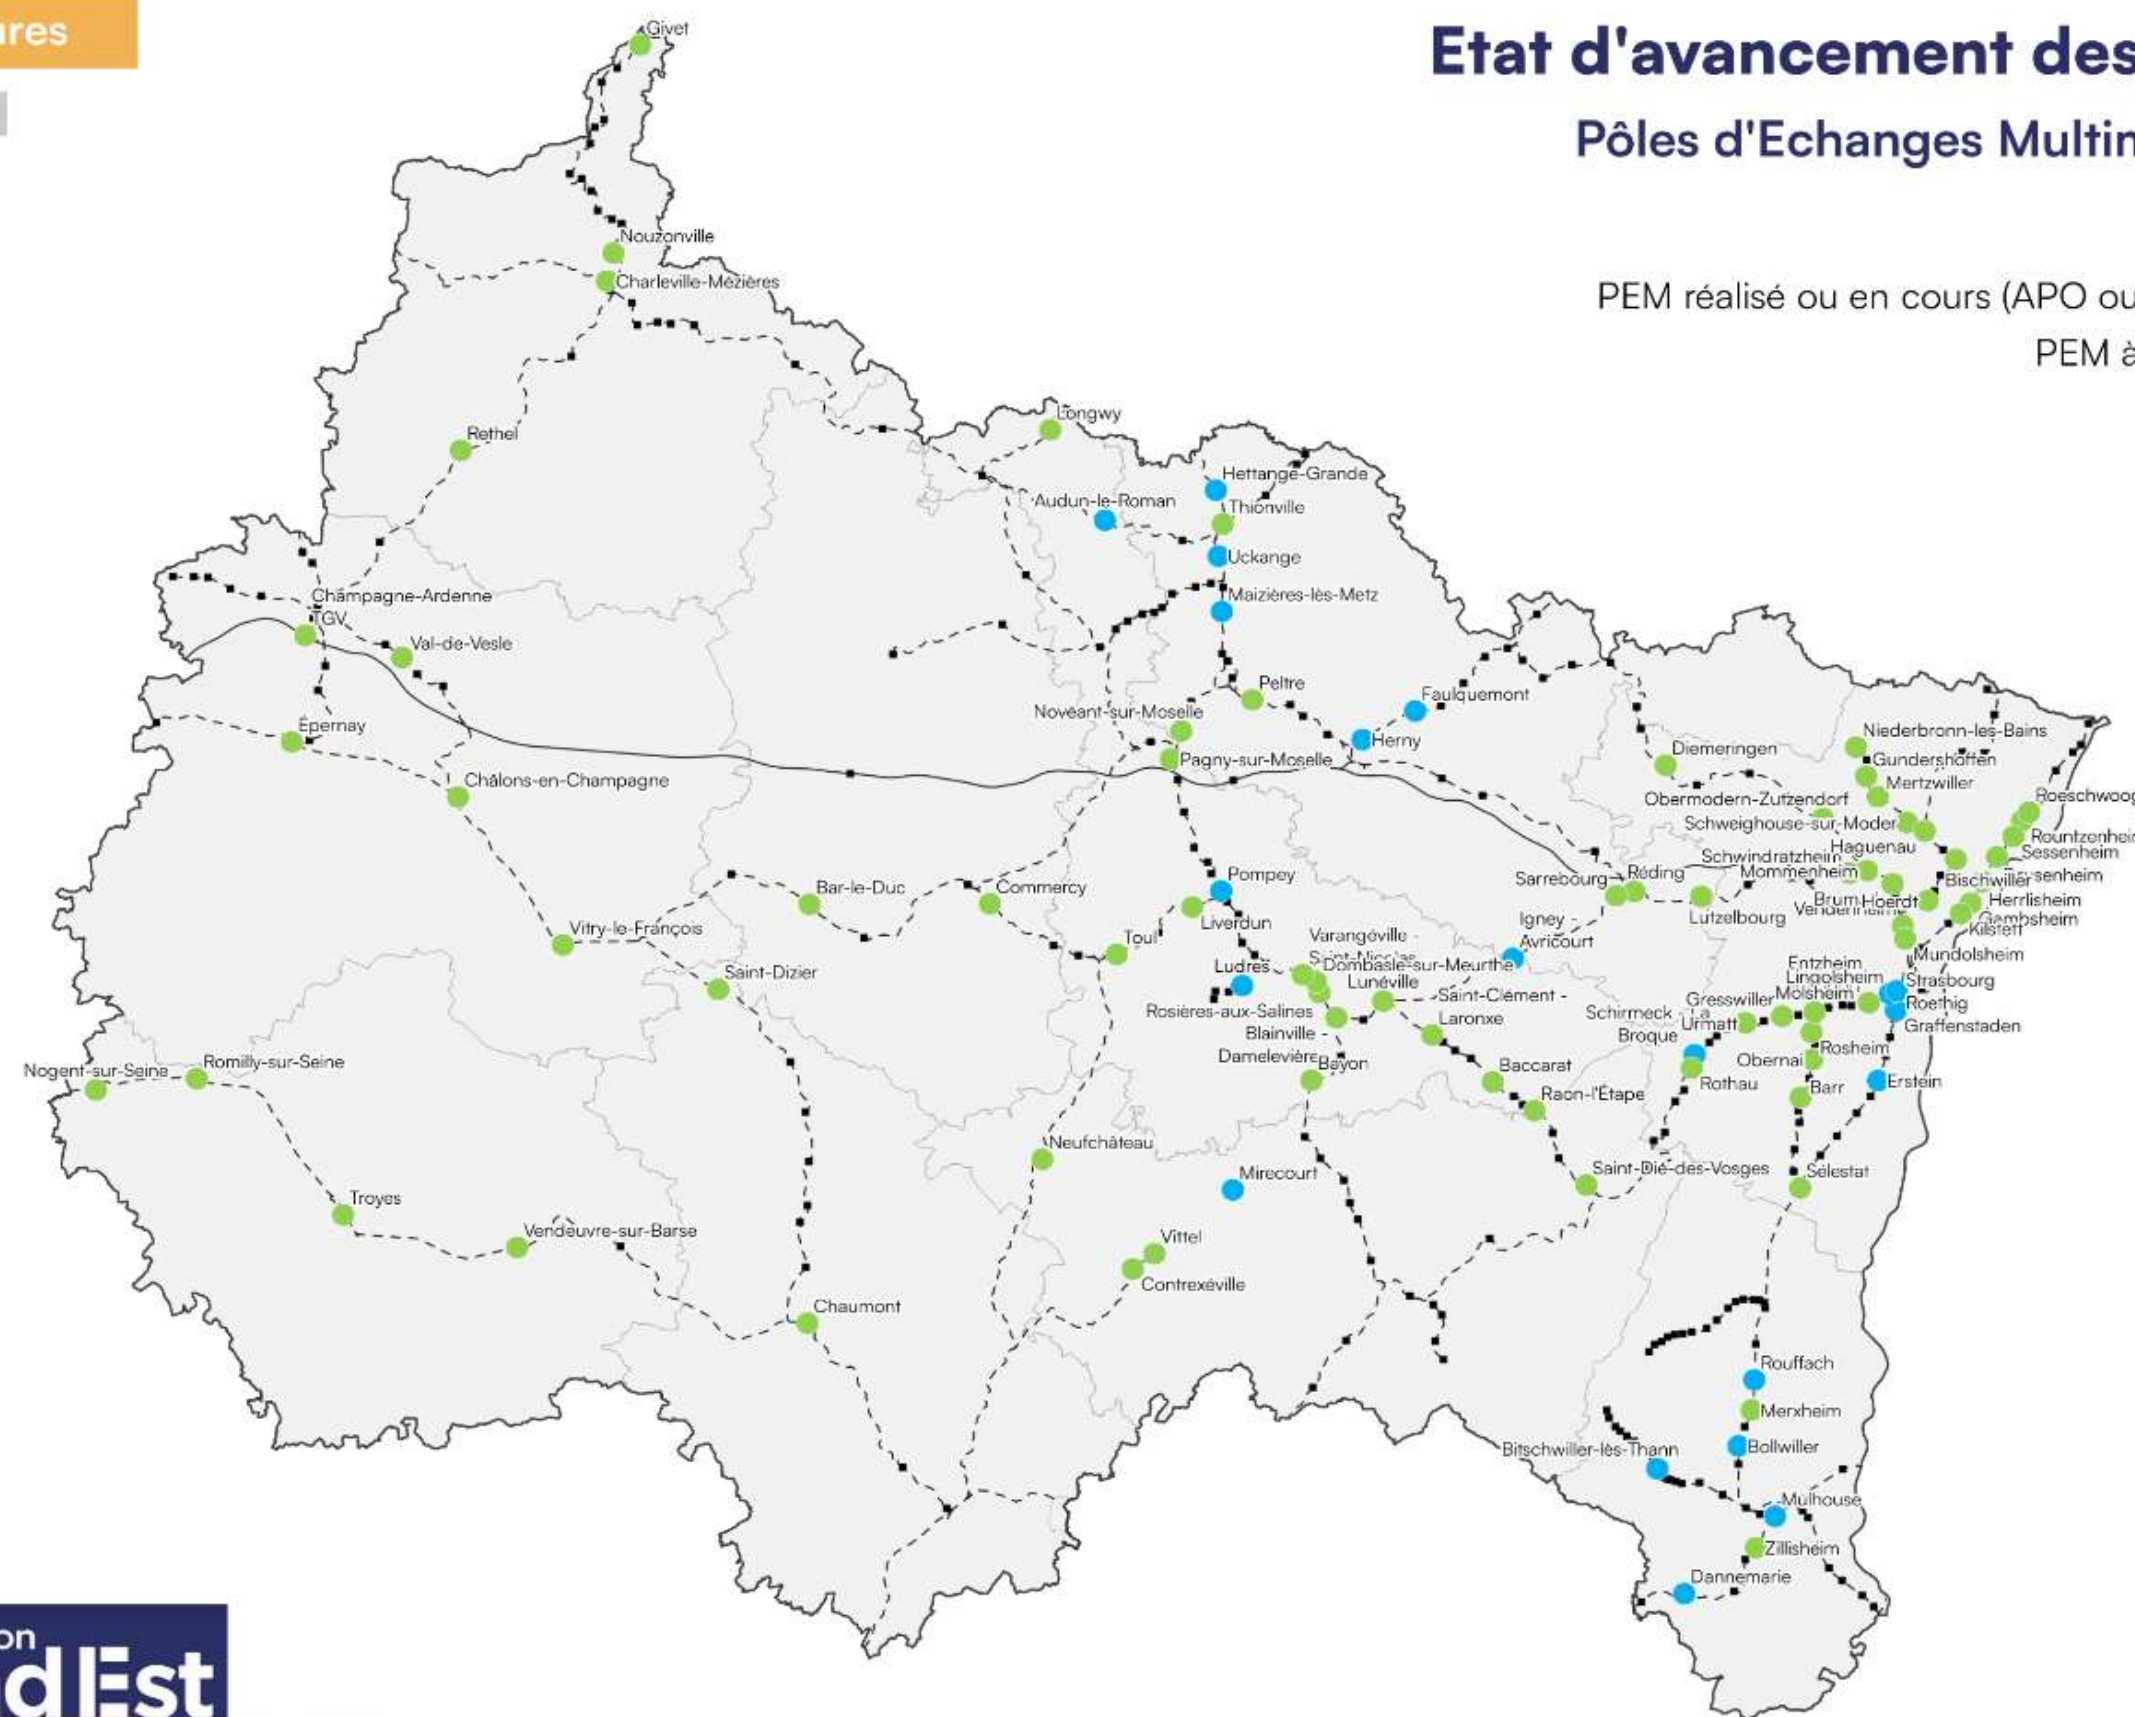 ures
Etat d'avancement des
Pôles d'Echanges Multim
PEM réalisé ou en cours (APO ou
PEM à
Givet
Nouzonville
Charleville-Mézières
Rethel
Longwy
Hettange-Grande
Audun-le-Roman
Thionville
Uckange
Maizières-lès-Metz
Champagne-Ardenne
TGV
Val-de-Vesle
Peltre
Faulquemont
Novéant-sur-Moselle
Herny
Pagny-sur-Moselle
Épernay
Châlons-en-Champagne
Diemeringen
Niederbronn-les-Bains
Gundershoffen
Mertzwiller
Obermodern-Zutzendorf
Roeschwoog
Schweighouse-sur-Moder
Rountzenhei
Haguenau
Sessenheim
Schwindratzheim
Mommenheim
Bischwiller
senheim
Sarrebourg
Réding
Lutzelbourg
Brum
Hoerdt
Herrlisheim
Gambsheim
Kilstett
Mundolsheim
Bar-le-Duc
Commercy
Pompey
Liverdun
Toul
Vitry-le-François
Saint-Dizier
Igney -
Avricourt
Varangéville -
Saint-Nicolas
Dombasle-sur-Meurthe
Ludres
Lunéville
Rosières-aux-Salines
Saint-Clément -
Laronxe
Blainville -
Damelevière
Bayon
Entzheim
Lingolsheim
Strasbourg
Roethig
Graffenstaden
Gresswiller
Molsheim
Schirmeck - La
Broque
Urmatt
Rosheim
Obernai
Rothau
Barr
Erstein
Baccarat
Raon-l'Étape
Saint-Dié-des-Vosges
Sélestat
Nogent-sur-Seine
Romilly-sur-Seine
Troyes
Vendeuvre-sur-Barse
Neufchâteau
Mirecourt
Vittel
Contrexéville
Chaumont
Rouffach
Merxheim
Bollwiller
Bitschwiller-lès-Thann
Mulhouse
Zillisheim
Dannemarie
on
d Est